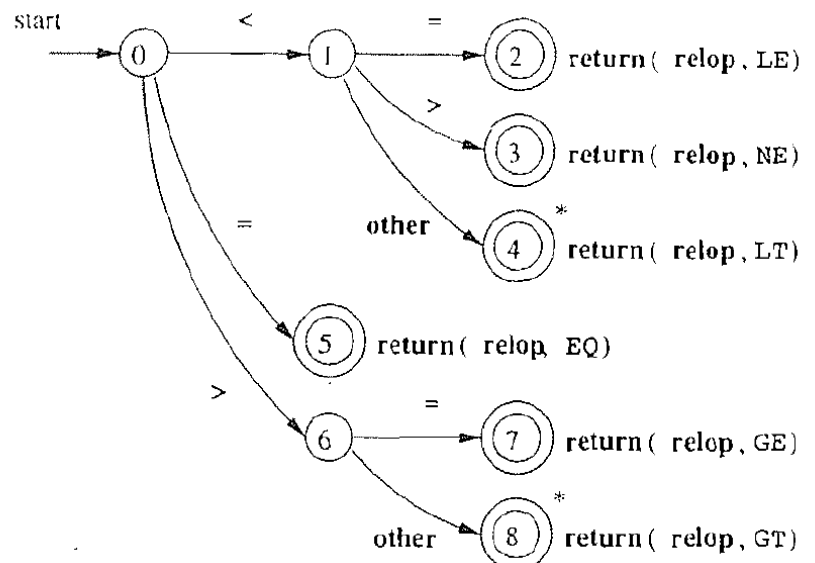 start
<
=
0
1
2
return( relop, LE)
>
3
return( relop, NE)
other
*
4
return( relop, LT)
=
5
return( relop, EQ)
>
=
6
7
return( relop, GE)
other
*
8
return( relop, GT)